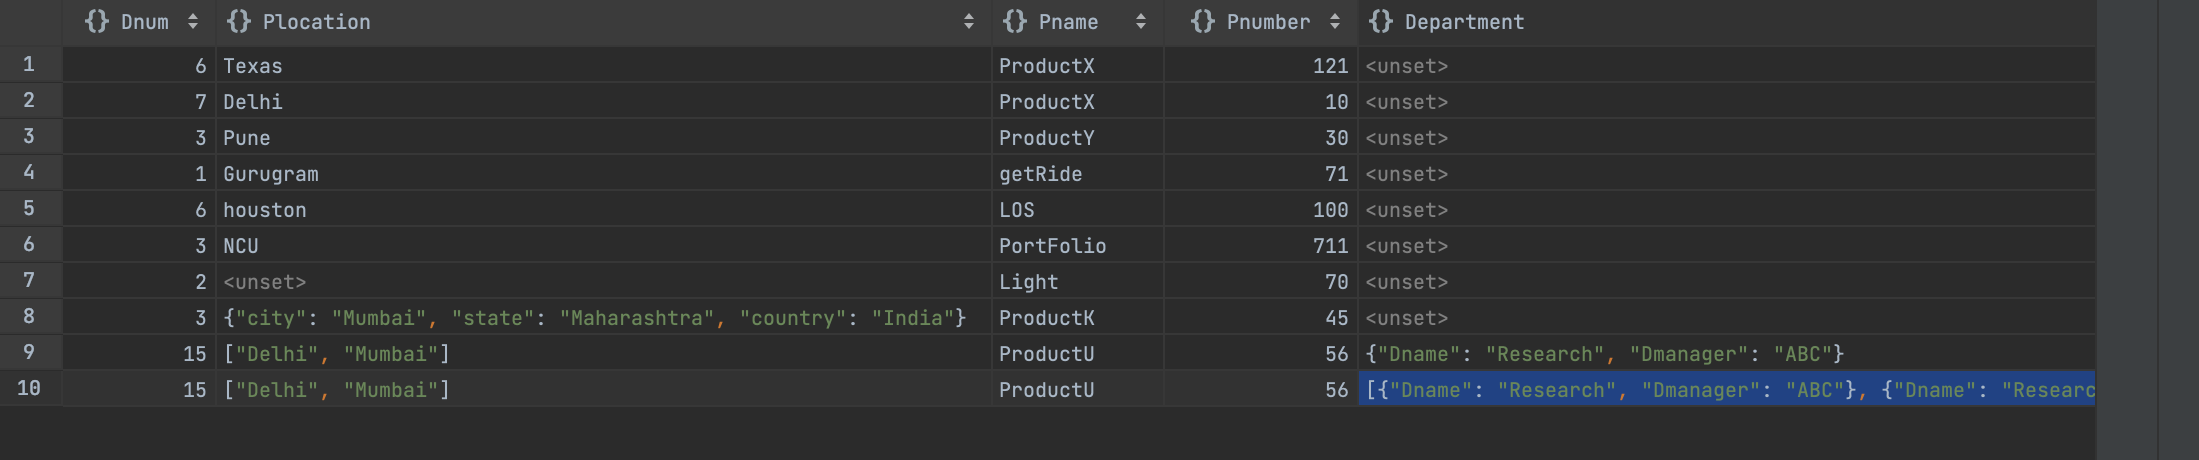 {} Dnum {} Plocation {} Pname {} Pnumber {} Department
1 6 Texas ProductX 121 <unset>
2 7 Delhi ProductX 10 <unset>
3 3 Pune ProductY 30 <unset>
4 1 Gurugram getRide 71 <unset>
5 6 houston LOS 100 <unset>
6 3 NCU PortFolio 711 <unset>
7 2 <unset> Light 70 <unset>
8 3 {"city": "Mumbai", "state": "Maharashtra", "country": "India"} ProductK 45 <unset>
9 15 ["Delhi", "Mumbai"] ProductU 56 {"Dname": "Research", "Dmanager": "ABC"}
10 15 ["Delhi", "Mumbai"] ProductU 56 [{"Dname": "Research", "Dmanager": "ABC"}, {"Dname": "Researc